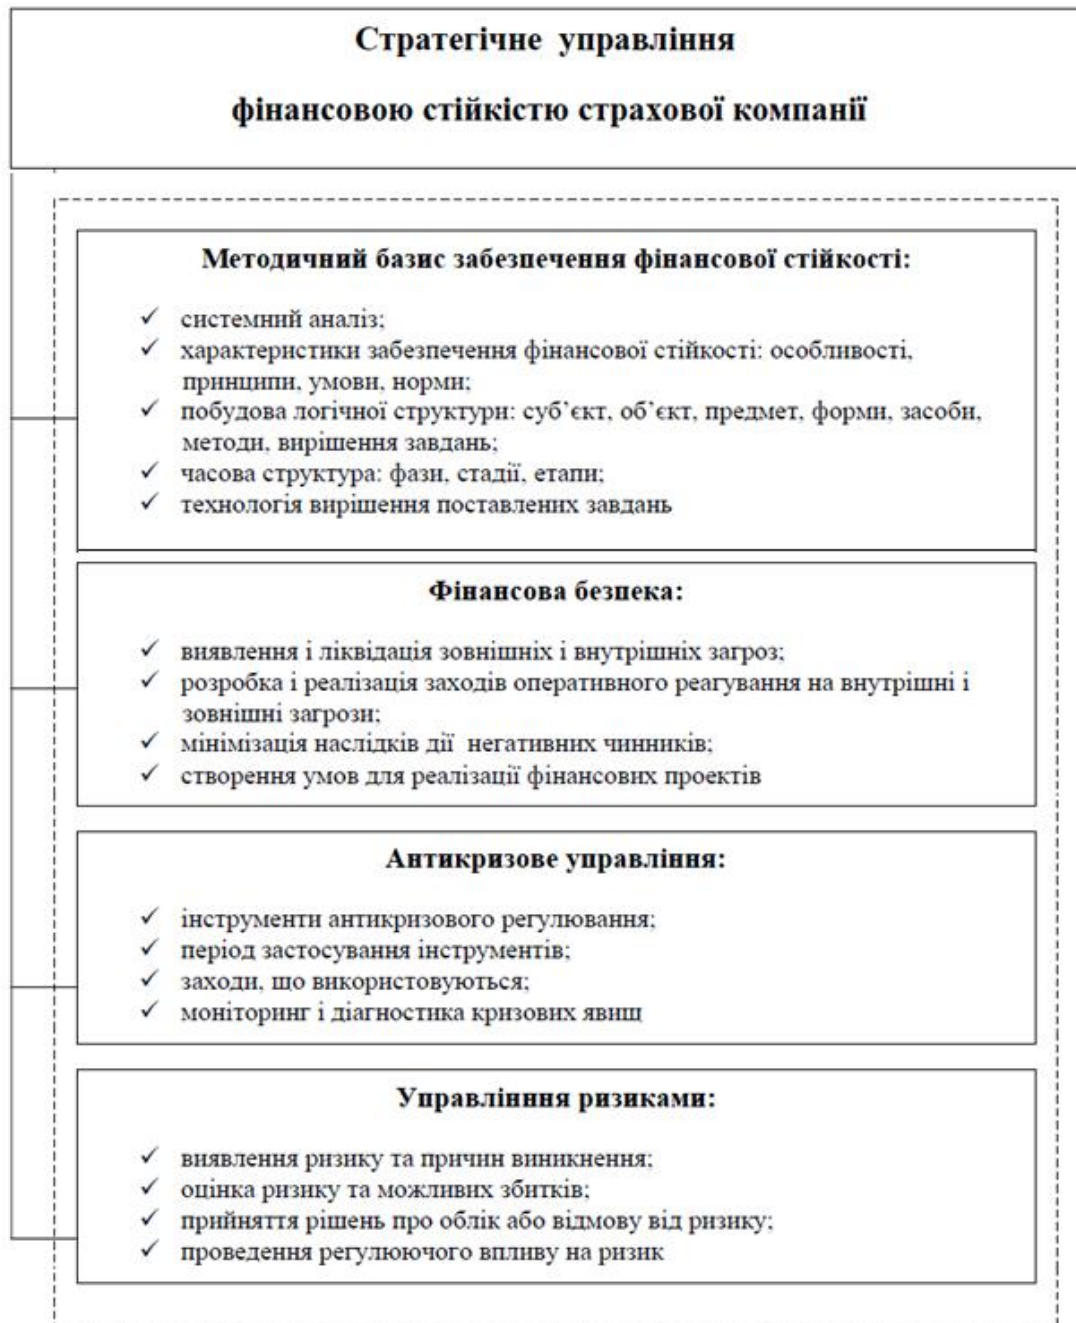 Стратегічне управління
фінансовою стійкістю страхової компанії
Методичний базис забезпечення фінансової стійкості:
✓ системний аналіз;
✓ характеристики забезпечення фінансової стійкості: особливості,
принципи, умови, норми;
✓ побудова логічної структури: суб’єкт, об’єкт, предмет, форми, засоби,
методи, вирішення завдань;
✓ часова структура: фази, стадії, етапи;
✓ технологія вирішення поставлених завдань
Фінансова безпека:
✓ виявлення і ліквідація зовнішніх і внутрішніх загроз;
✓ розробка і реалізація заходів оперативного реагування на внутрішні і
зовнішні загрози;
✓ мінімізація наслідків дії негативних чинників;
✓ створення умов для реалізації фінансових проектів
Антикризове управління:
✓ інструменти антикризового регулювання;
✓ період застосування інструментів;
✓ заходи, що використовуються;
✓ моніторинг і діагностика кризових явищ
Управлінння ризиками:
✓ виявлення ризику та причин виникнення;
✓ оцінка ризику та можливих збитків;
✓ прийняття рішень про облік або відмову від ризику;
✓ проведення регулюючого впливу на ризик